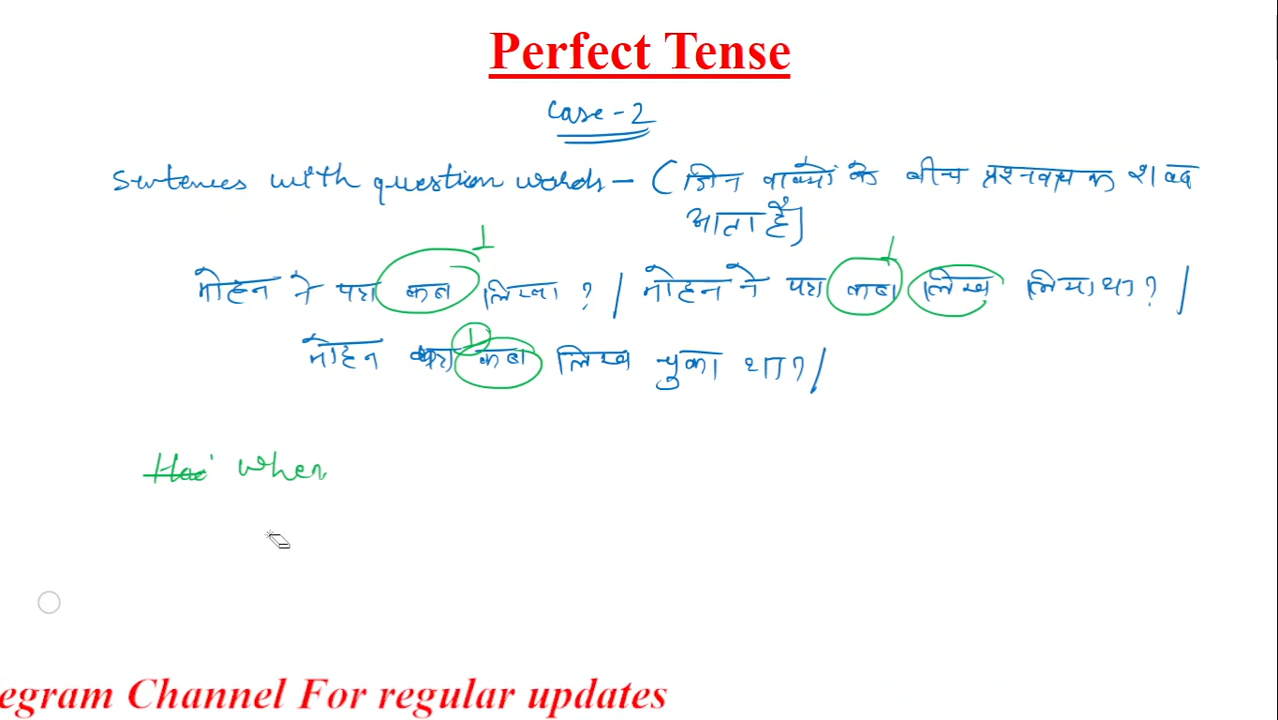 Perfect Tense
Case - 2
Sentences with question words - (जिन वाक्यों के बीच प्रश्नवाचक शब्द
आता है)
मोहन ने पत्र कब लिखा ? / मोहन ने पत्र कब लिख लिया था ? /
मोहन पत्र कब लिख चुका था ? /
When
egram Channel For regular updates